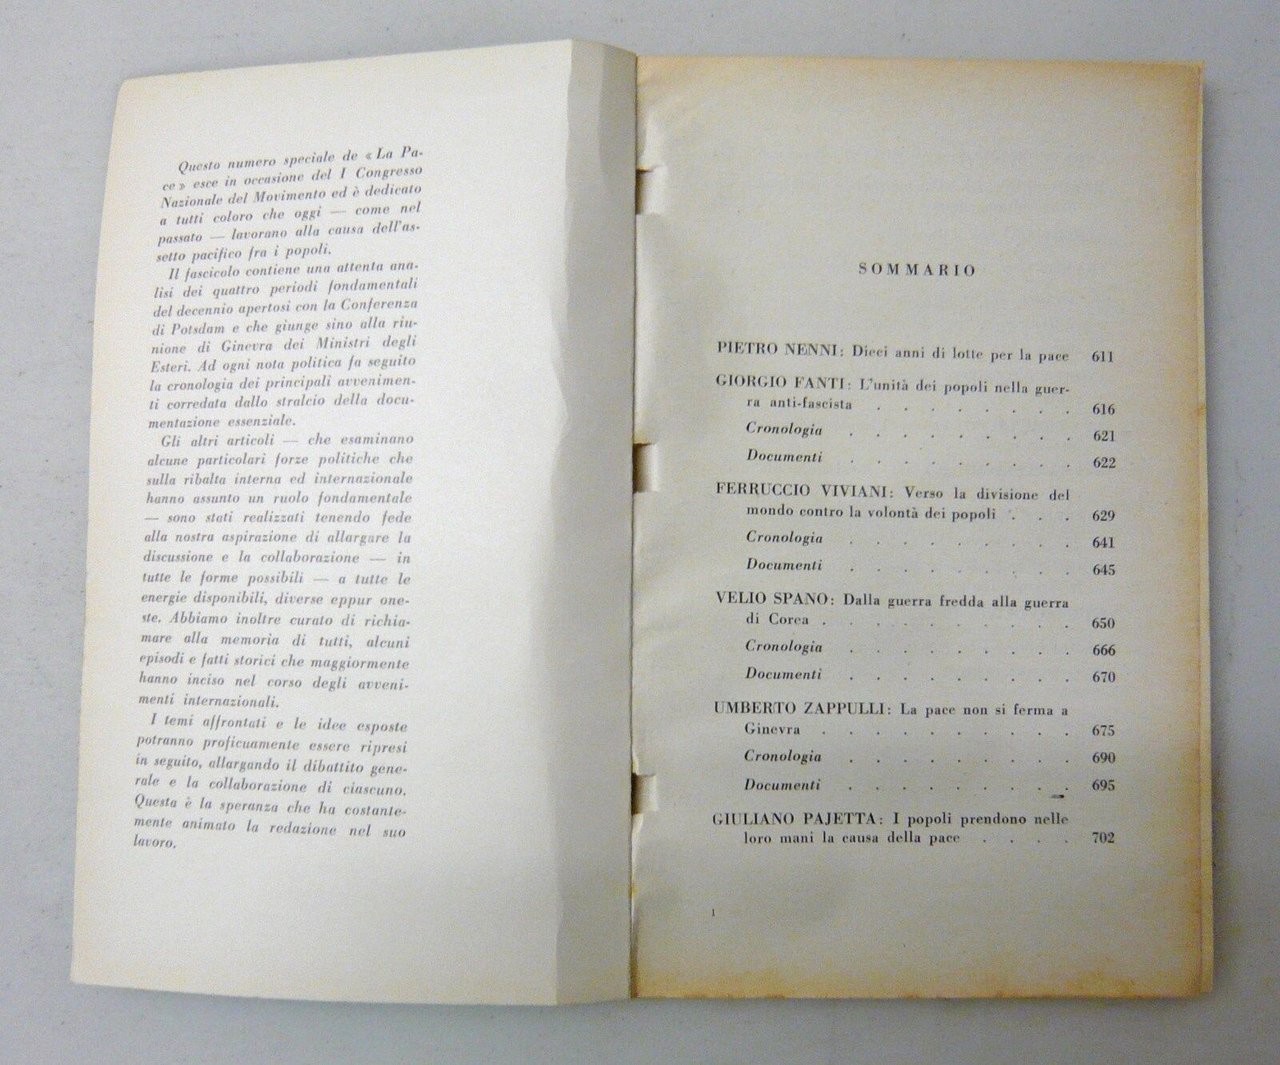 Questo numero speciale de « La Pa-
ce » esce in occasione del I Congresso
Nazionale del Movimento ed è dedicato
a tutti coloro che oggi — come nel
passato — lavorano alla causa dell'as-
setto pacifico fra i popoli.
Il fascicolo contiene una attenta ana-
lisi dei quattro periodi fondamentali
del decennio apertosi con la Conferenza
di Potsdam e che giunge sino alla riu-
nione di Ginevra dei Ministri degli
Esteri. Ad ogni nota politica fa seguito
la cronologia dei principali avvenimen-
ti corredata dallo stralcio della docu-
mentazione essenziale.
Gli altri articoli — che esaminano
alcune particolari forze politiche che
sulla ribalta interna ed internazionale
hanno assunto un ruolo fondamentale
— sono stati realizzati tenendo fede
alla nostra aspirazione di allargare la
discussione e la collaborazione — in
tutte le forme possibili — a tutte le
energie disponibili, diverse eppur one-
ste. Abbiamo inoltre curato di richia-
mare alla memoria di tutti, alcuni
episodi e fatti storici che maggiormente
hanno inciso nel corso degli avveni-
menti internazionali.
I temi affrontati e le idee esposte
potranno proficuamente essere ripresi
in seguito, allargando il dibattito gene-
rale e la collaborazione di ciascuno.
Questa è la speranza che ha costante-
mente animato la redazione nel suo
lavoro.
SOMMARIO
PIETRO NENNI: Dieci anni di lotte per la pace 611
GIORGIO FANTI: L'unità dei popoli nella guer-
ra anti-fascista . . . . . . . . 616
Cronologia . . . . . . . . . 621
Documenti . . . . . . . . . 622
FERRUCCIO VIVIANI: Verso la divisione del
mondo contro la volontà dei popoli . . . 629
Cronologia . . . . . . . . . 641
Documenti . . . . . . . . . 645
VELIO SPANO: Dalla guerra fredda alla guerra
di Corea . . . . . . . . . . 650
Cronologia . . . . . . . . . 666
Documenti . . . . . . . . . 670
UMBERTO ZAPPULLI: La pace non si ferma a
Ginevra . . . . . . . . . . 675
Cronologia . . . . . . . . . 690
Documenti . . . . . . . . . 695
GIULIANO PAJETTA: I popoli prendono nelle
loro mani la causa della pace . . . . 702
1